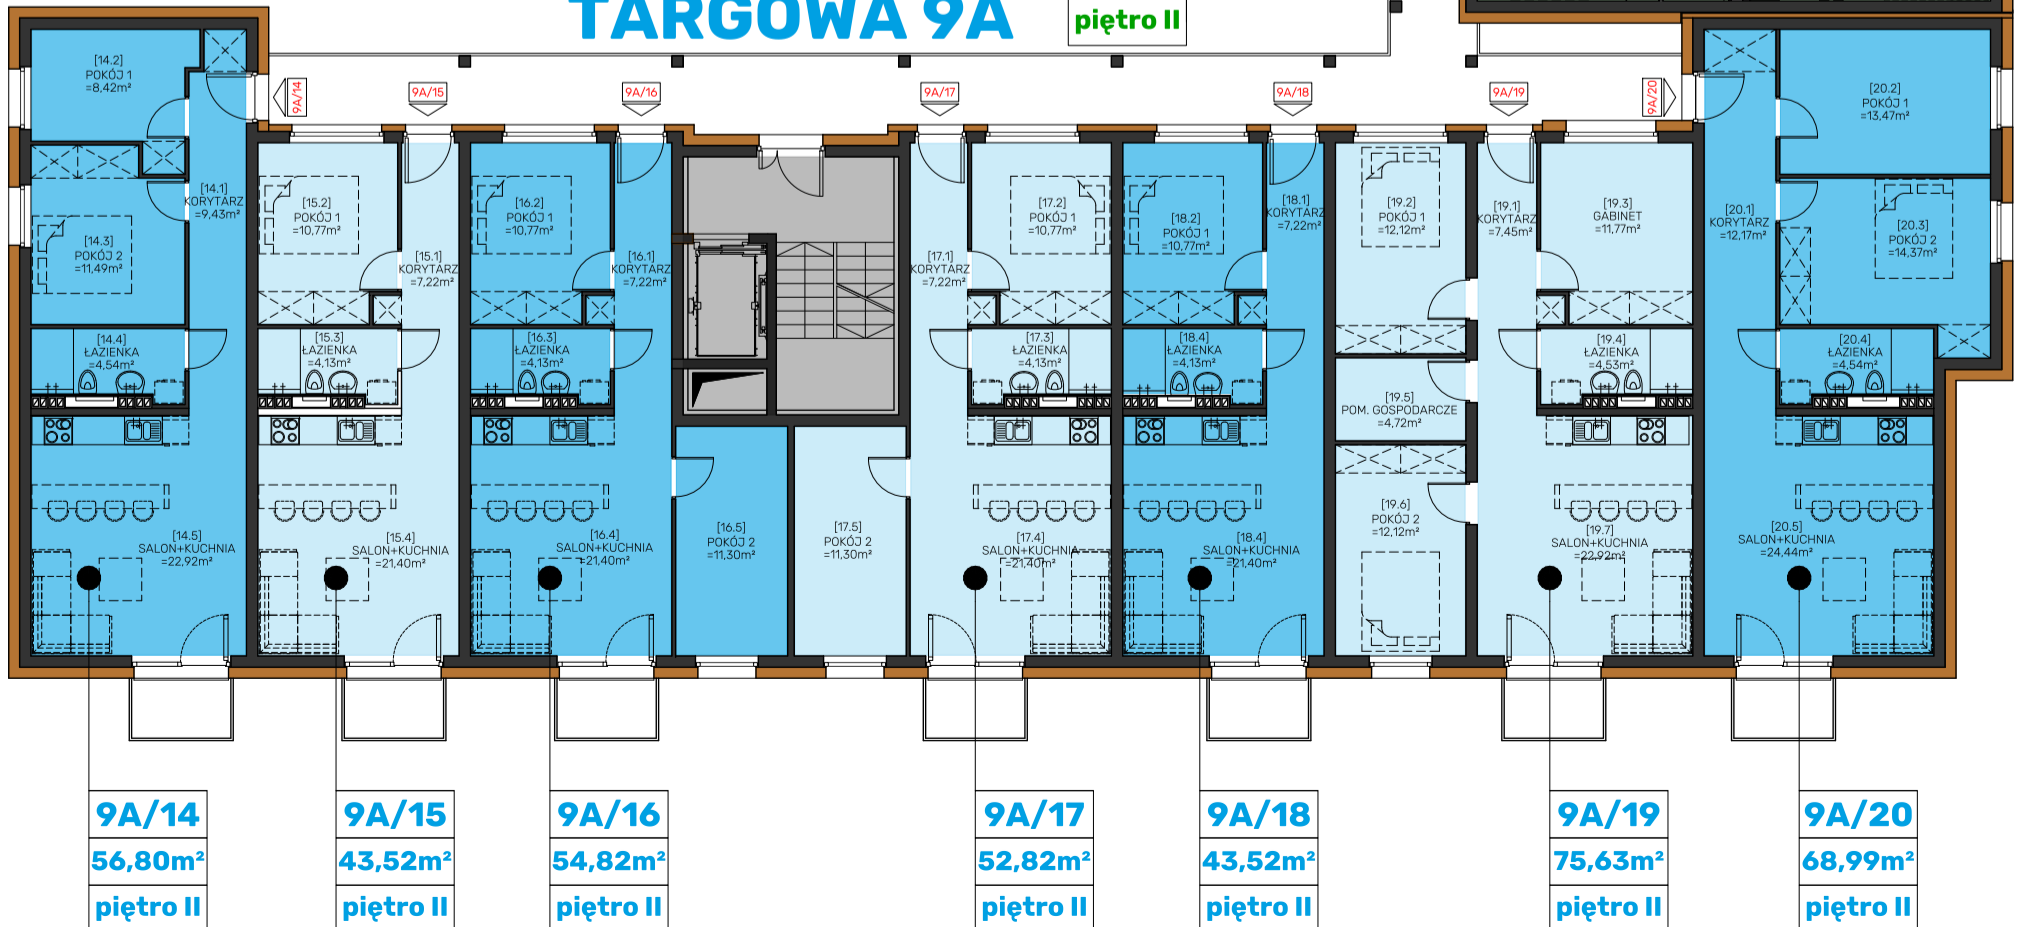 TARGOWA 9A
piętro II
9A/14
9A/15
9A/16
9A/17
9A/18
9A/19
9A/20
[14.2]
POKÓJ 1
=8,42m²
[14.1]
KORYTARZ
=9,43m²
[14.3]
POKÓJ 2
=11,49m²
[14.4]
ŁAZIENKA
=4,54m²
[14.5]
SALON+KUCHNIA
=22,92m²
[15.2]
POKÓJ 1
=10,77m²
[15.1]
KORYTARZ
=7,22m²
[15.3]
ŁAZIENKA
=4,13m²
[15.4]
SALON+KUCHNIA
=21,40m²
[16.2]
POKÓJ 1
=10,77m²
[16.1]
KORYTARZ
=7,22m²
[16.3]
ŁAZIENKA
=4,13m²
[16.4]
SALON+KUCHNIA
=21,40m²
[16.5]
POKÓJ 2
=11,30m²
[17.5]
POKÓJ 2
=11,30m²
[17.1]
KORYTARZ
=7,22m²
[17.2]
POKÓJ 1
=10,77m²
[17.3]
ŁAZIENKA
=4,13m²
[17.4]
SALON+KUCHNIA
=21,40m²
[18.2]
POKÓJ 1
=10,77m²
[18.1]
KORYTARZ
=7,22m²
[18.4]
ŁAZIENKA
=4,13m²
[18.4]
SALON+KUCHNIA
=21,40m²
[19.2]
POKÓJ 1
=12,12m²
[19.1]
KORYTARZ
=7,45m²
[19.3]
GABINET
=11,77m²
[19.4]
ŁAZIENKA
=4,53m²
[19.5]
POM. GOSPODARCZE
=4,72m²
[19.6]
POKÓJ 2
=12,12m²
[19.7]
SALON+KUCHNIA
=22,92m²
[20.1]
KORYTARZ
=12,17m²
[20.2]
POKÓJ 1
=13,47m²
[20.3]
POKÓJ 2
=14,37m²
[20.4]
ŁAZIENKA
=4,54m²
[20.5]
SALON+KUCHNIA
=24,44m²
9A/14
56,80m²
piętro II
9A/15
43,52m²
piętro II
9A/16
54,82m²
piętro II
9A/17
52,82m²
piętro II
9A/18
43,52m²
piętro II
9A/19
75,63m²
piętro II
9A/20
68,99m²
piętro II